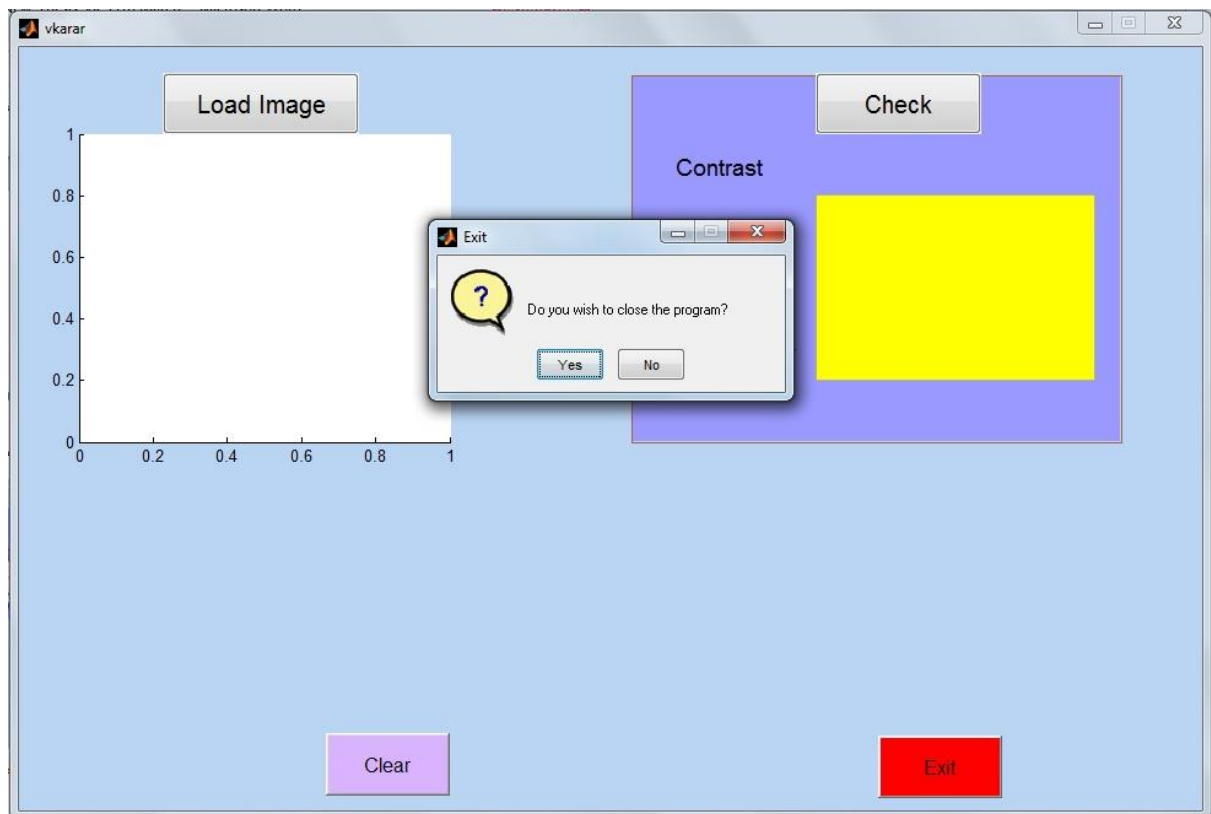 vkarar
Load Image
Check
Contrast
1
0.8
0.6
0.4
0.2
0
0 0.2 0.4 0.6 0.8 1
Exit
?
Do you wish to close the program?
Yes No
Clear
Exit